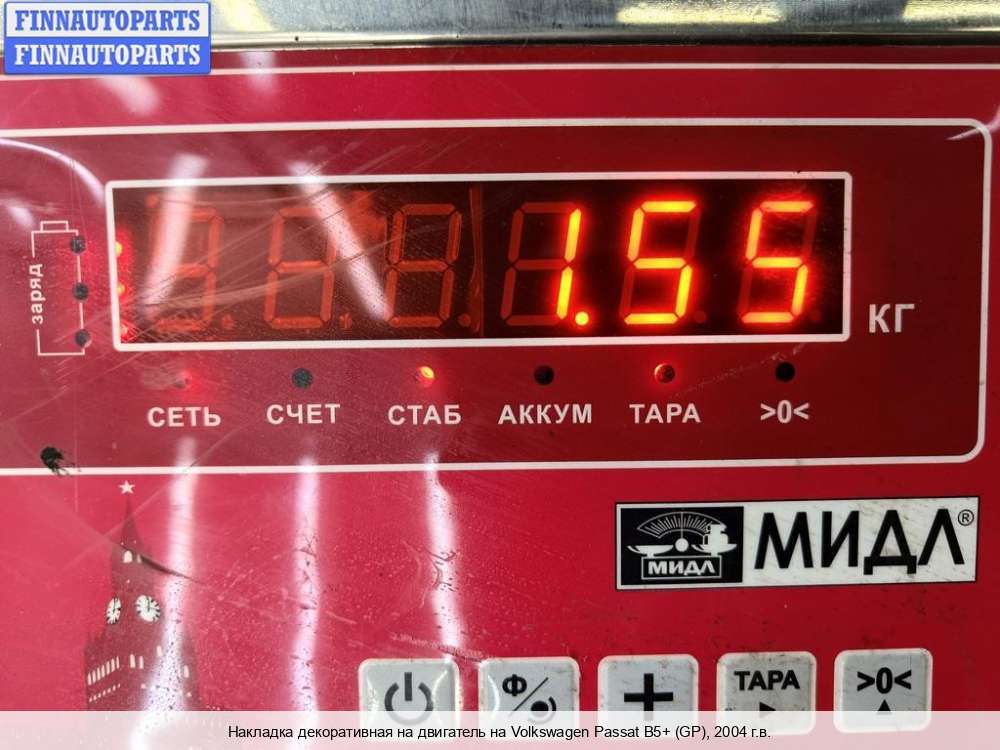 FINNAUTOPARTS
FINNAUTOPARTS
заряд
1.55
КГ
СЕТЬ СЧЕТ СТАБ АККУМ ТАРА >0<
МИДЛ МИДЛ®
Ф ТАРА >0<
Накладка декоративная на двигатель на Volkswagen Passat B5+ (GP), 2004 г.в.